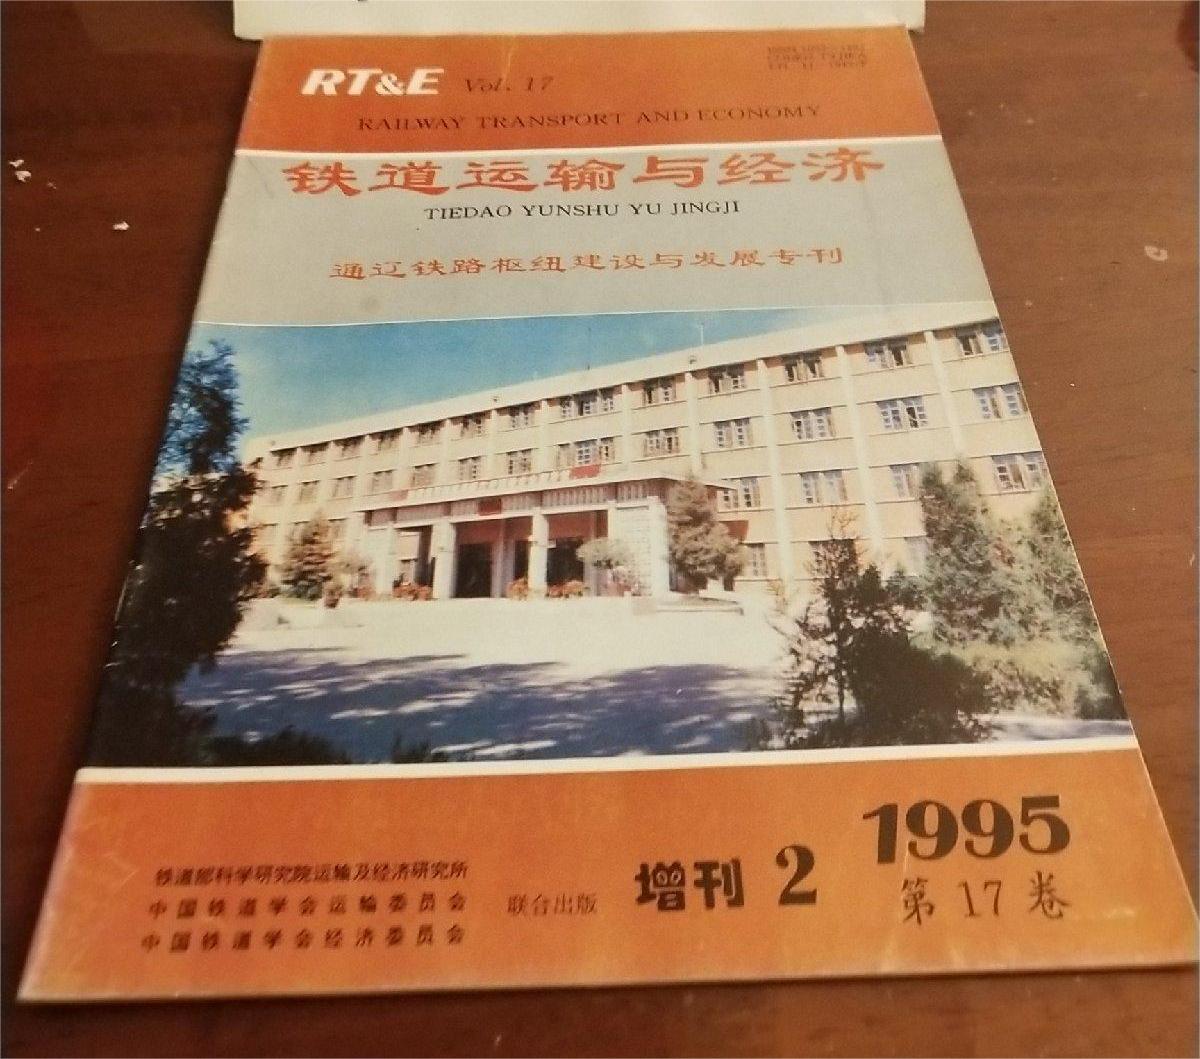 RT&E Vol. 17
RAILWAY TRANSPORT AND ECONOMY
铁道运输与经济
TIEDAO YUNSHU YU JINGJI
通辽铁路枢纽建设与发展专刊
1995
增刊 2
第 17 卷
铁道部科学研究院运输及经济研究所
中国铁道学会运输委员会
中国铁道学会经济委员会
联合出版